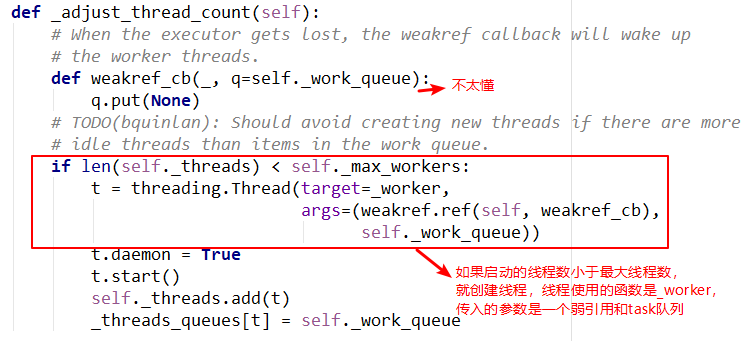 def _adjust_thread_count(self):
    # When the executor gets lost, the weakref callback will wake up
    # the worker threads.
    def weakref_cb(_, q=self._work_queue):
        q.put(None)
不太懂
    # TODO(bquinlan): Should avoid creating new threads if there are more
    # idle threads than items in the work queue.
    if len(self._threads) < self._max_workers:
        t = threading.Thread(target=_worker,
                             args=(weakref.ref(self, weakref_cb),
                                   self._work_queue))
        t.daemon = True
        t.start()
        self._threads.add(t)
        _threads_queues[t] = self._work_queue
如果启动的线程数小于最大线程数，
就创建线程，线程使用的函数是_worker，
传入的参数是一个弱引用和task队列